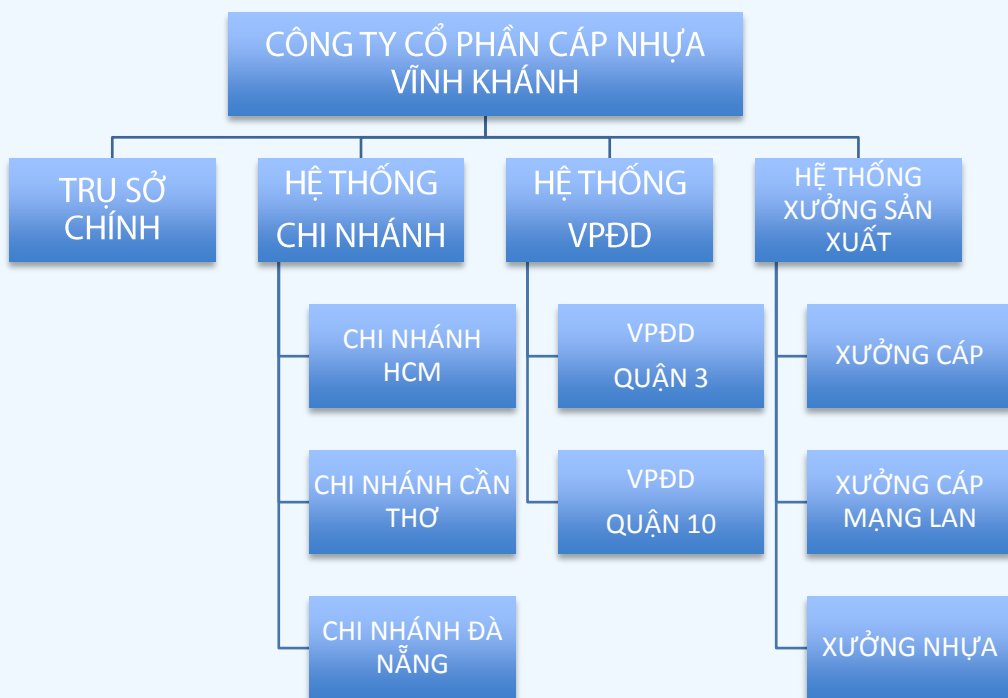 CÔNG TY CỔ PHẦN CÁP NHỰA
VĨNH KHÁNH
TRỤ SỞ
CHÍNH
HỆ THỐNG
CHI NHÁNH
CHI NHÁNH
HCM
CHI NHÁNH CẦN
THƠ
CHI NHÁNH ĐÀ
NẴNG
HỆ THỐNG
VPĐD
VPĐD
QUẬN 3
VPĐD
QUẬN 10
HỆ THỐNG
XƯỞNG SẢN
XUẤT
XƯỞNG CÁP
XƯỞNG CÁP
MẠNG LAN
XƯỞNG NHỰA